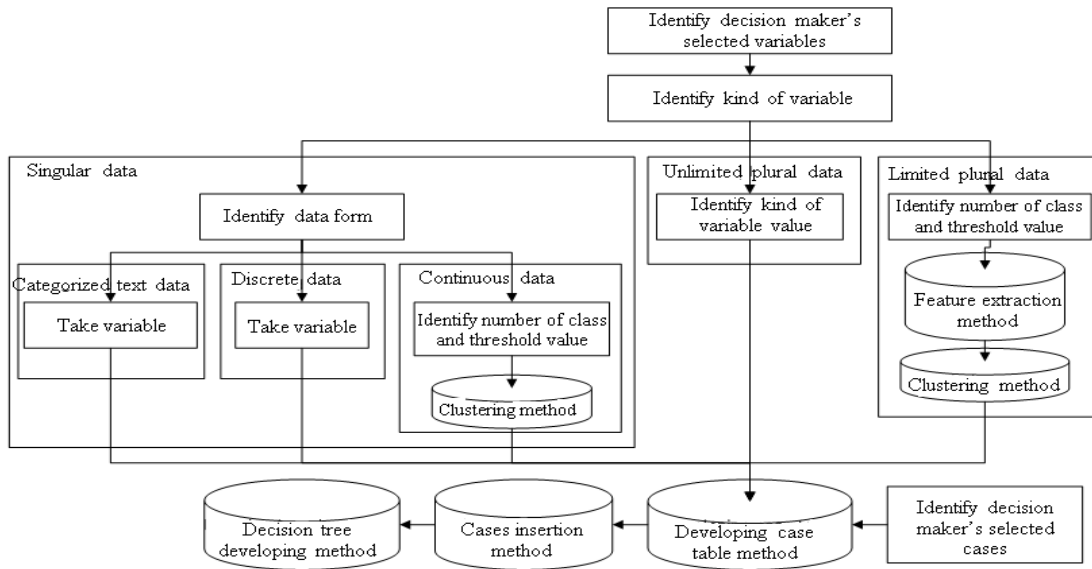 Identify decision maker's
selected variables
Identify kind of variable
Singular data
Unlimited plural data
Limited plural data
Identify data form
Identify kind of
variable value
Identify number of class
and threshold value
Categorized text data
Discrete data
Continuous data
Take variable
Take variable
Identify number of class
and threshold value
Feature extraction
method
Clustering method
Clustering method
Decision tree
developing method
Cases insertion
method
Developing case
table method
Identify decision
maker's selected
cases